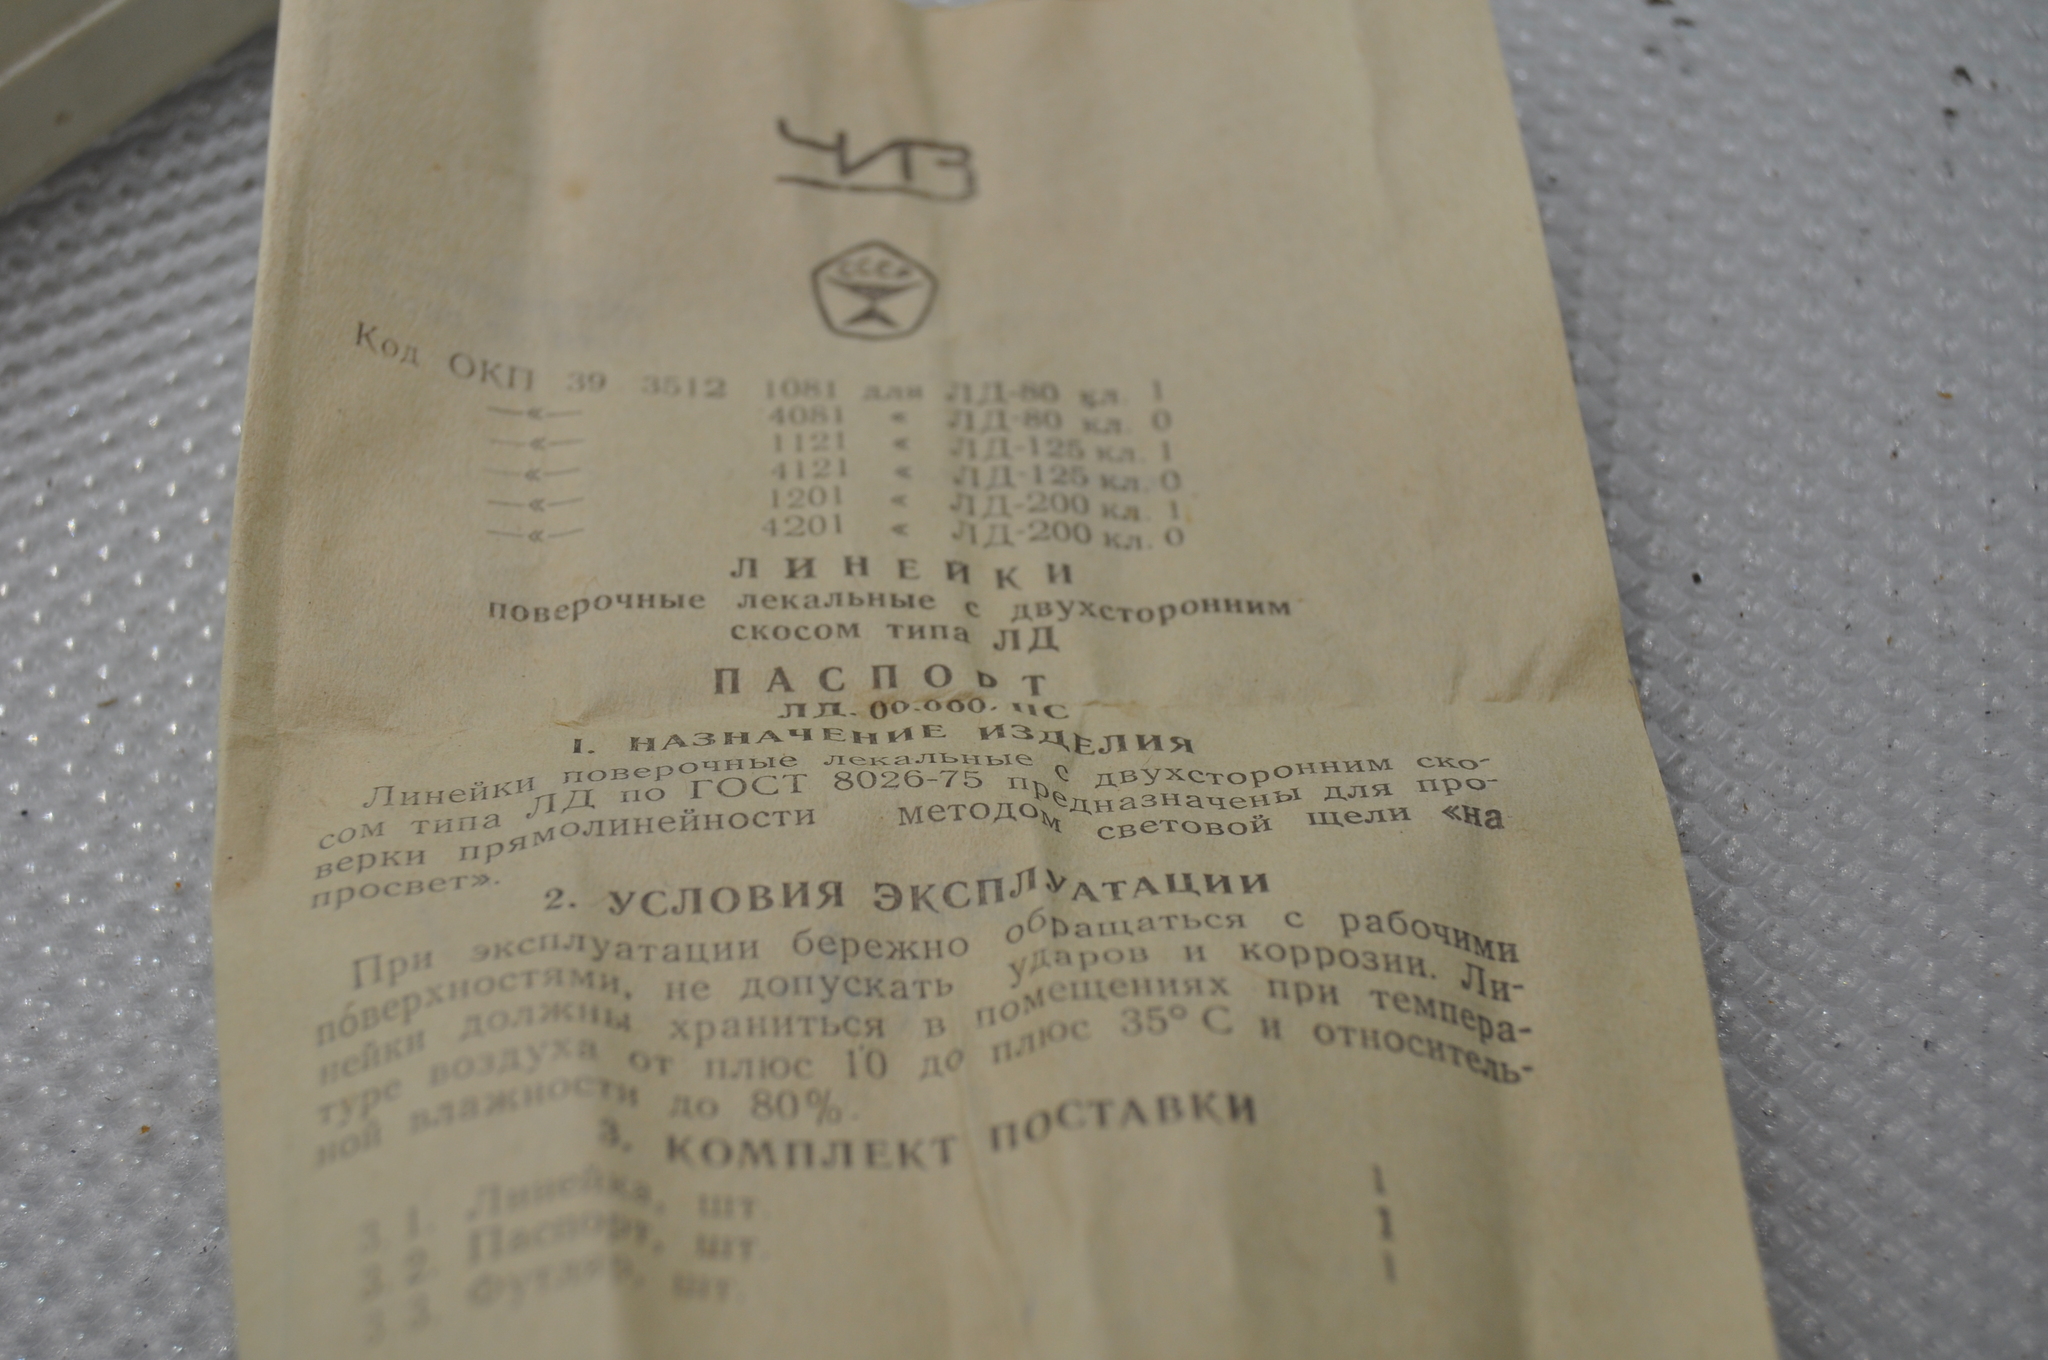 ЧИТЗ
СССР
Код ОКП 39 3512 1081 для ЛД-80 кл. 1
—«— 4081 « ЛД-80 кл. 0
—«— 1121 « ЛД-125 кл. 1
—«— 4121 « ЛД-125 кл. 0
—«— 1201 « ЛД-200 кл. 1
—«— 4201 « ЛД-200 кл. 0
ЛИНЕЙКИ
поверочные лекальные с двухсторонним
скосом типа ЛД
ПАСПОРТ
ЛД.00.000. ПС
1. НАЗНАЧЕНИЕ ИЗДЕЛИЯ
Линейки поверочные лекальные с двухсторонним ско-
сом типа ЛД по ГОСТ 8026-75 предназначены для про-
верки прямолинейности методом световой щели «на
просвет».
2. УСЛОВИЯ ЭКСПЛУАТАЦИИ
При эксплуатации бережно обращаться с рабочими
поверхностями, не допускать ударов и коррозии. Ли-
нейки должны храниться в помещениях при темпера-
туре воздуха от плюс 10 до плюс 35° С и относитель-
ной влажности до 80%.
3. КОМПЛЕКТ ПОСТАВКИ
3. 1. Линейка, шт. 1
3. 2. Паспорт, шт. 1
3. 3. Футляр, шт. 1